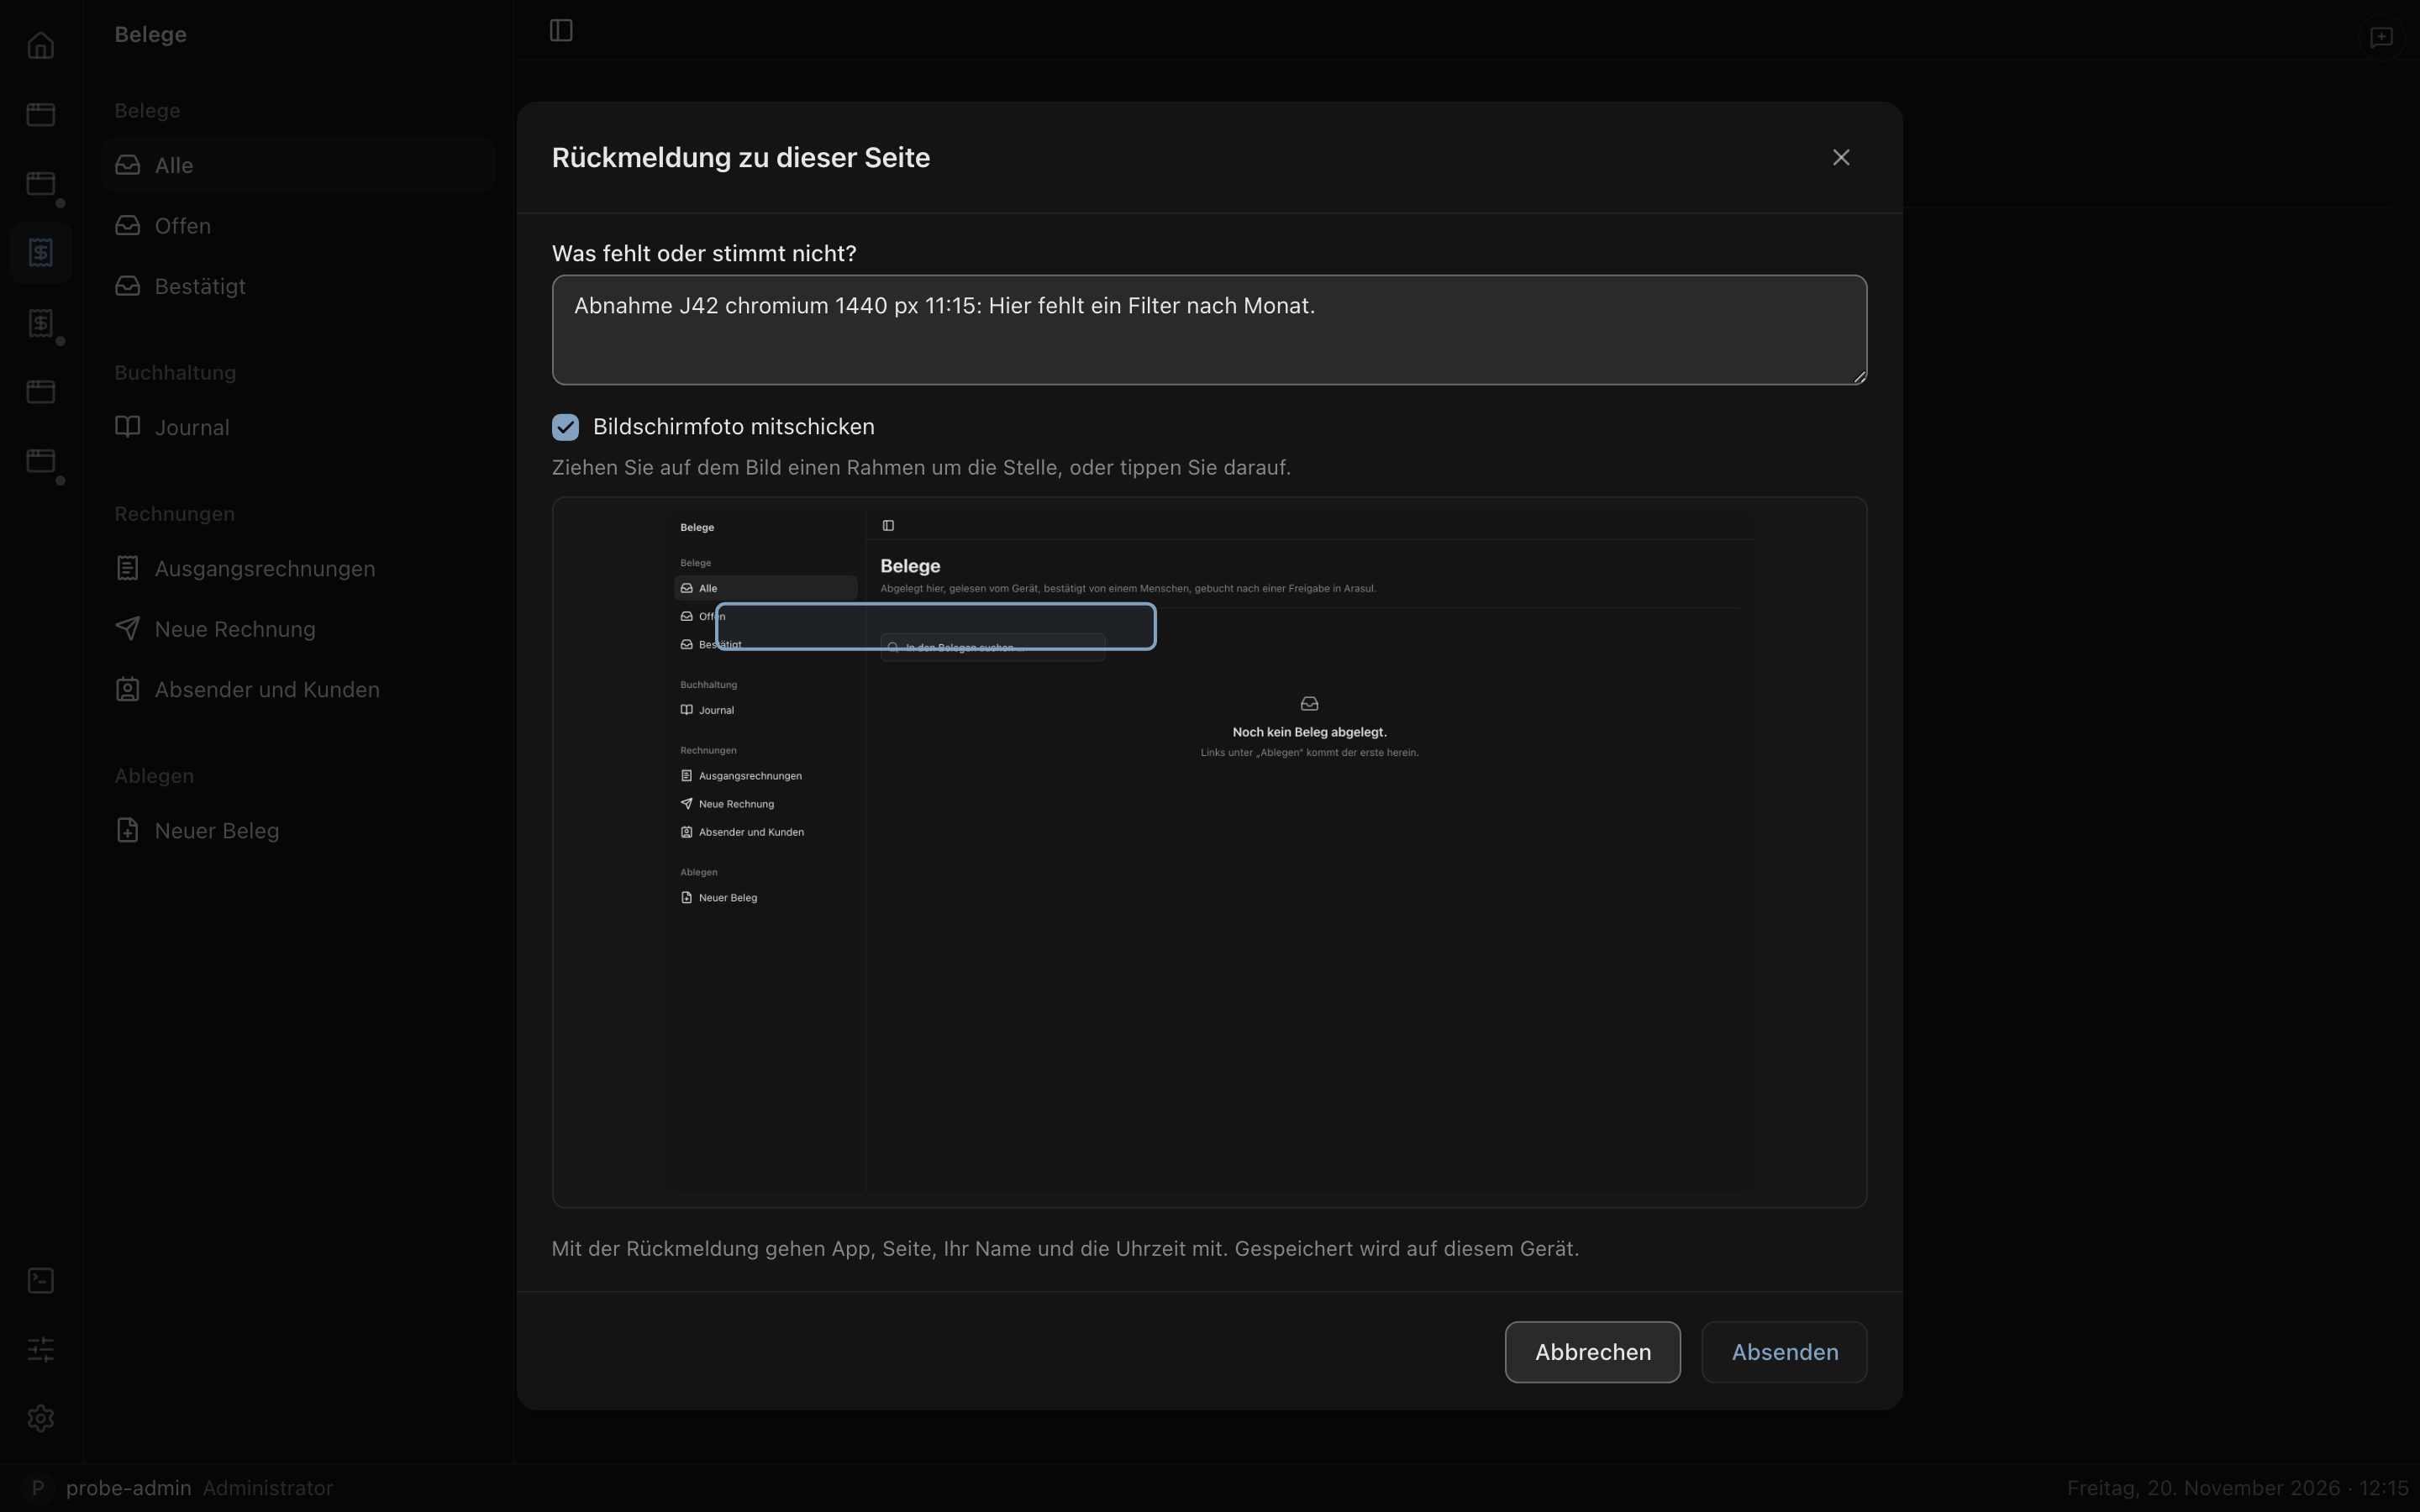 Belege
Belege
Alle
Offen
Bestätigt
Buchhaltung
Journal
Rechnungen
Ausgangsrechnungen
Neue Rechnung
Absender und Kunden
Ablegen
Neuer Beleg
Rückmeldung zu dieser Seite
Was fehlt oder stimmt nicht?
Abnahme J42 chromium 1440 px 11:15: Hier fehlt ein Filter nach Monat.
Bildschirmfoto mitschicken
Ziehen Sie auf dem Bild einen Rahmen um die Stelle, oder tippen Sie darauf.
Belege
Belege
Alle
Offen
Bestätigt
Buchhaltung
Journal
Rechnungen
Ausgangsrechnungen
Neue Rechnung
Absender und Kunden
Ablegen
Neuer Beleg
Belege
Abgelegt hier, gelesen vom Gerät, bestätigt von einem Menschen, gebucht nach einer Freigabe in Arasul.
In den Belegen suchen ...
Noch kein Beleg abgelegt.
Links unter „Ablegen“ kommt der erste herein.
Mit der Rückmeldung gehen App, Seite, Ihr Name und die Uhrzeit mit. Gespeichert wird auf diesem Gerät.
Abbrechen
Absenden
P probe-admin Administrator
Freitag, 20. November 2026 · 12:15